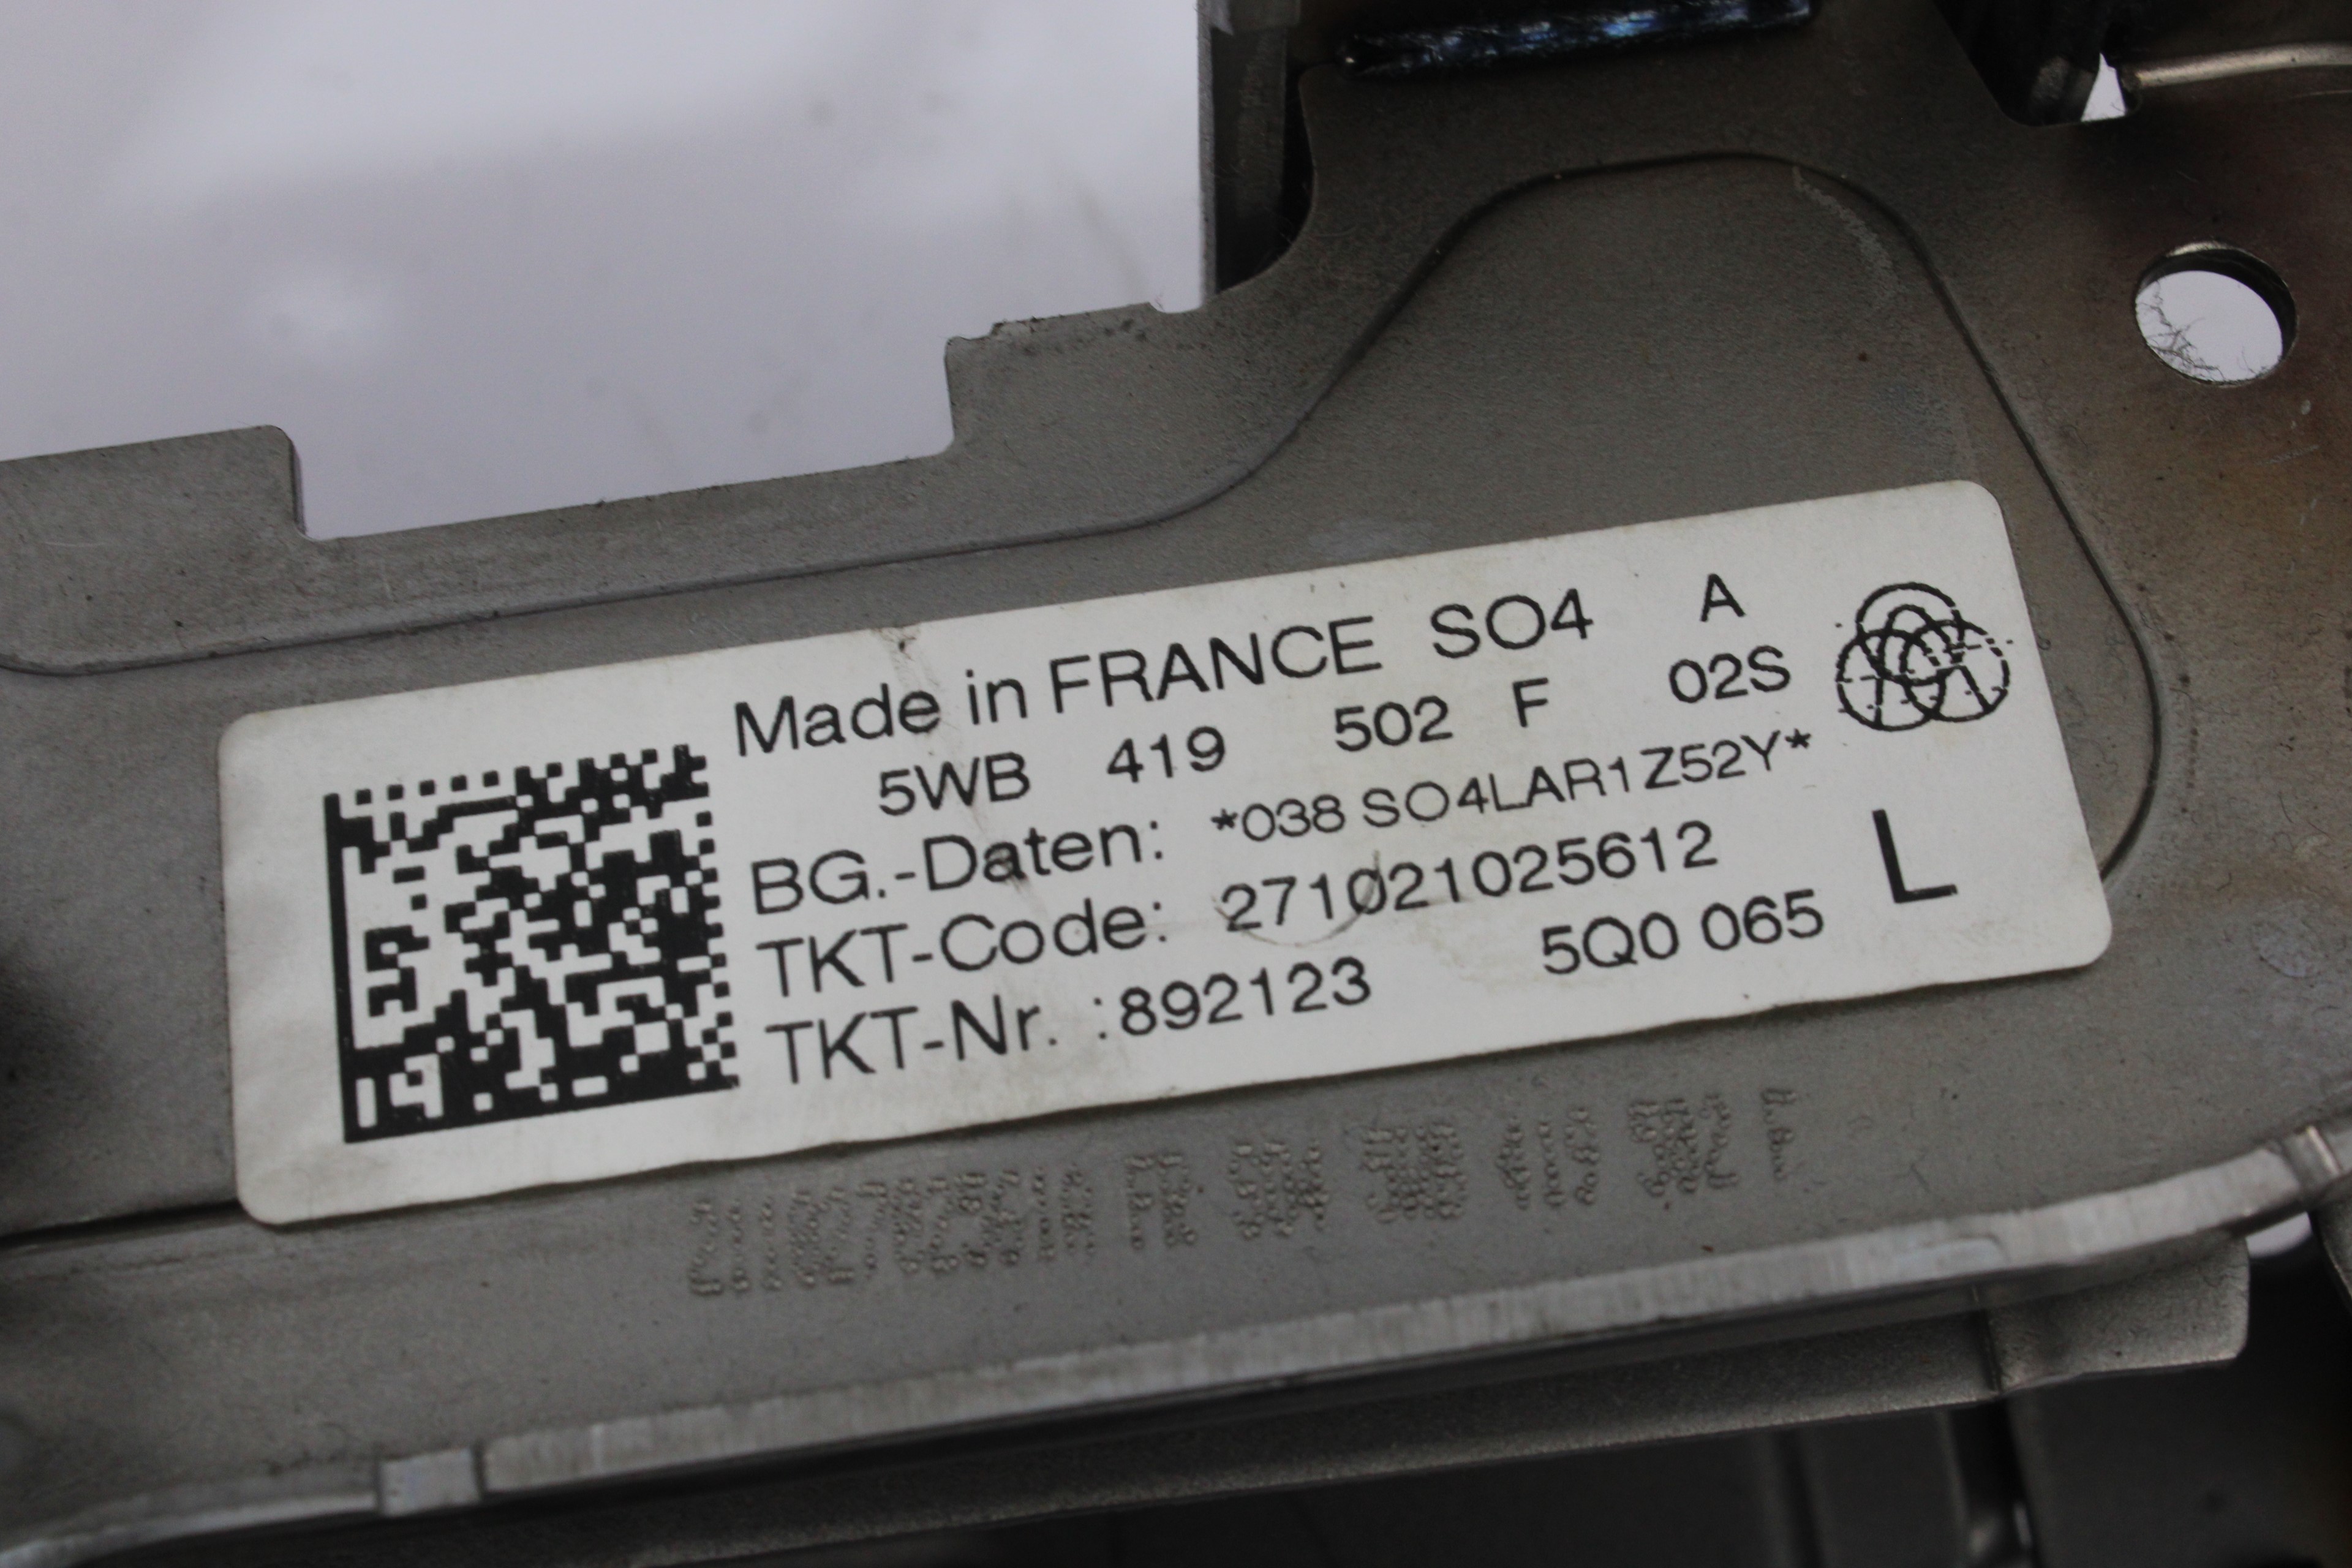 Made in FRANCE SO4 A
5WB 419 502 F 02S
BG.-Daten: *038 SO4LAR1Z52Y*
TKT-Code: 271021025612
TKT-Nr. :892123 5Q0 065 L